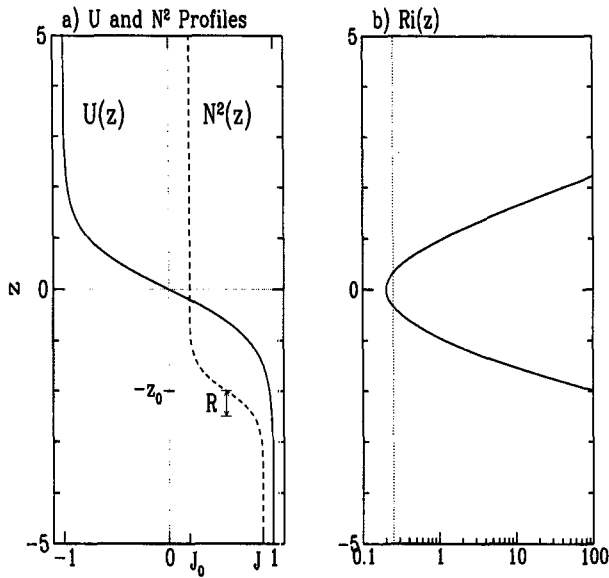 a) U and N² Profiles
b) Ri(z)
5
U(z)
N²(z)
0
z
-z₀
R
-5
-1
0
J₀
J
1
5
0
-5
0.1
1
10
100